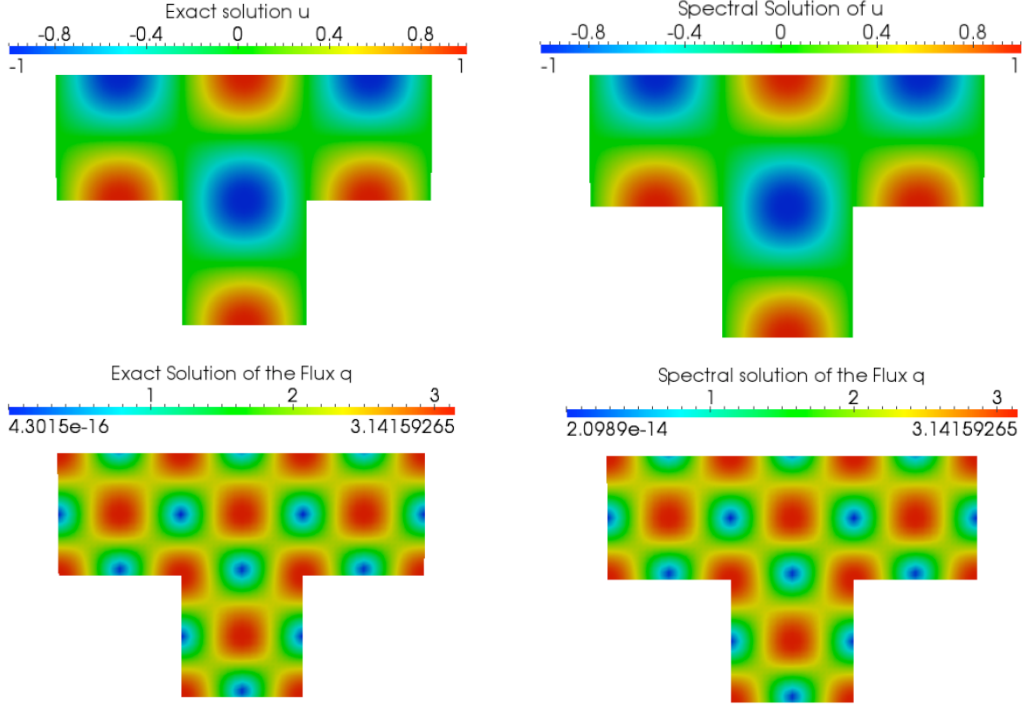 Exact solution u
-0.8 -0.4 0 0.4 0.8
-1 1
Spectral Solution of u
-0.8 -0.4 0 0.4 0.8
-1 1
Exact Solution of the Flux q
1 2 3
4.3015e-16 3.14159265
Spectral solution of the Flux q
1 2 3
2.0989e-14 3.14159265